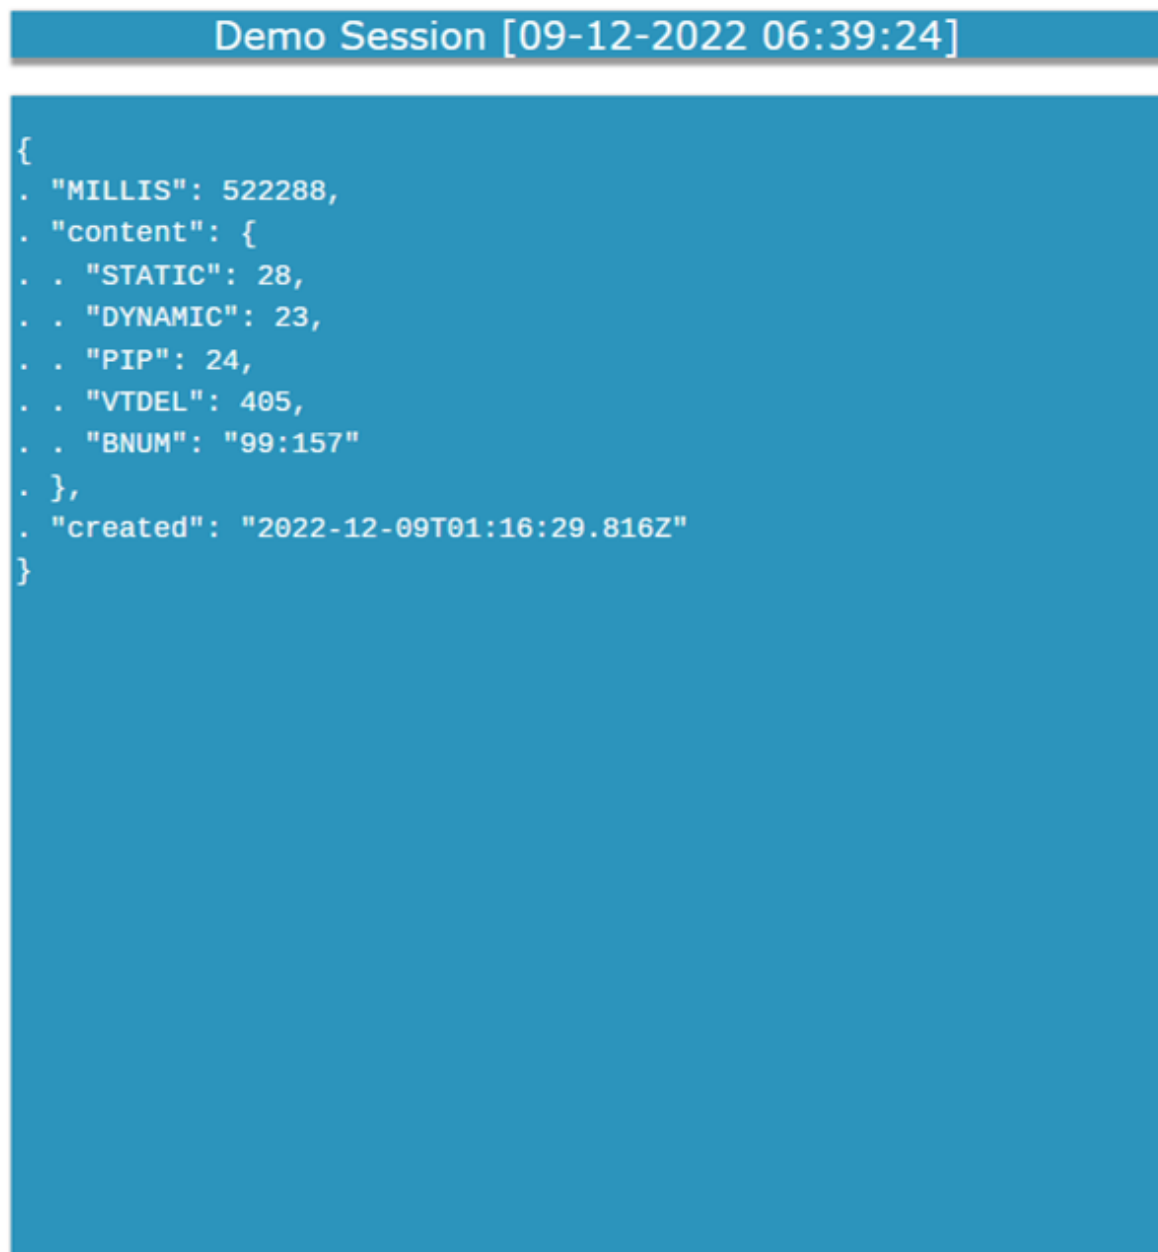 Demo Session [09-12-2022 06:39:24]
{
. "MILLIS": 522288,
. "content": {
. . "STATIC": 28,
. . "DYNAMIC": 23,
. . "PIP": 24,
. . "VTDEL": 405,
. . "BNUM": "99:157"
. },
. "created": "2022-12-09T01:16:29.816Z"
}